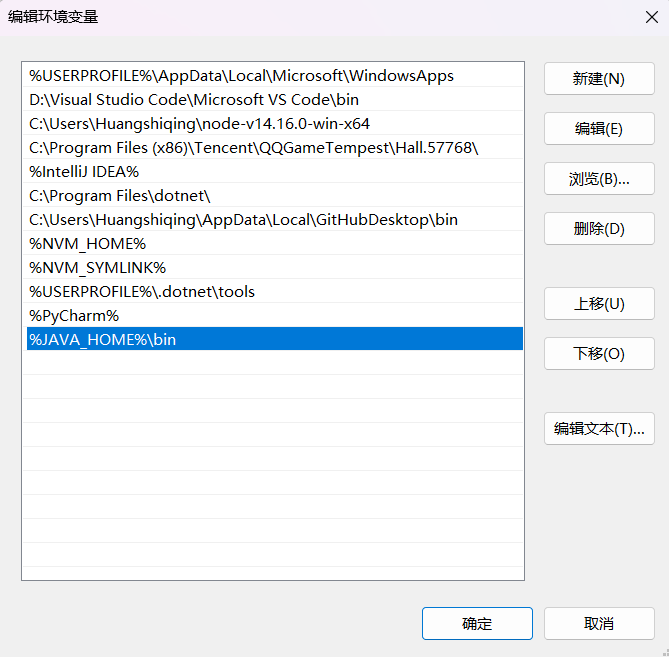 编辑环境变量
%USERPROFILE%\AppData\Local\Microsoft\WindowsApps
D:\Visual Studio Code\Microsoft VS Code\bin
C:\Users\Huangshiqing\node-v14.16.0-win-x64
C:\Program Files (x86)\Tencent\QQGameTempest\Hall.57768\
%IntelliJ IDEA%
C:\Program Files\dotnet\
C:\Users\Huangshiqing\AppData\Local\GitHubDesktop\bin
%NVM_HOME%
%NVM_SYMLINK%
%USERPROFILE%\.dotnet\tools
%PyCharm%
%JAVA_HOME%\bin
新建(N)
编辑(E)
浏览(B)...
删除(D)
上移(U)
下移(O)
编辑文本(T)...
确定
取消